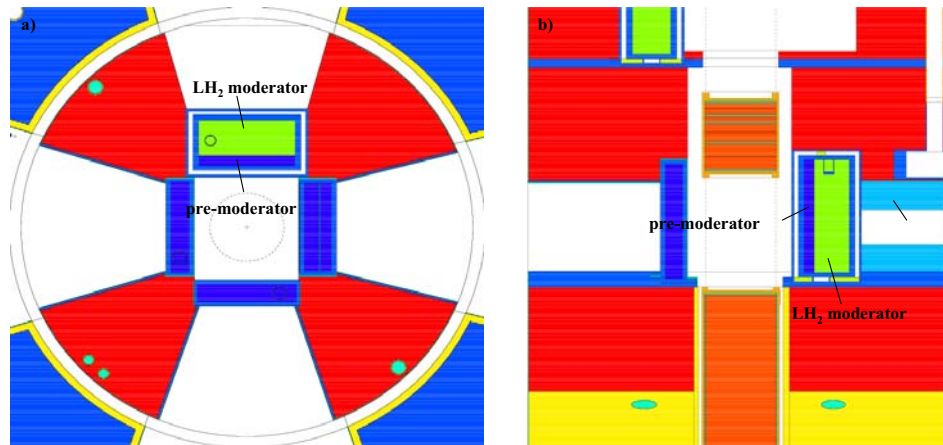 a)
LH₂ moderator
pre-moderator
b)
pre-moderator
LH₂ moderator